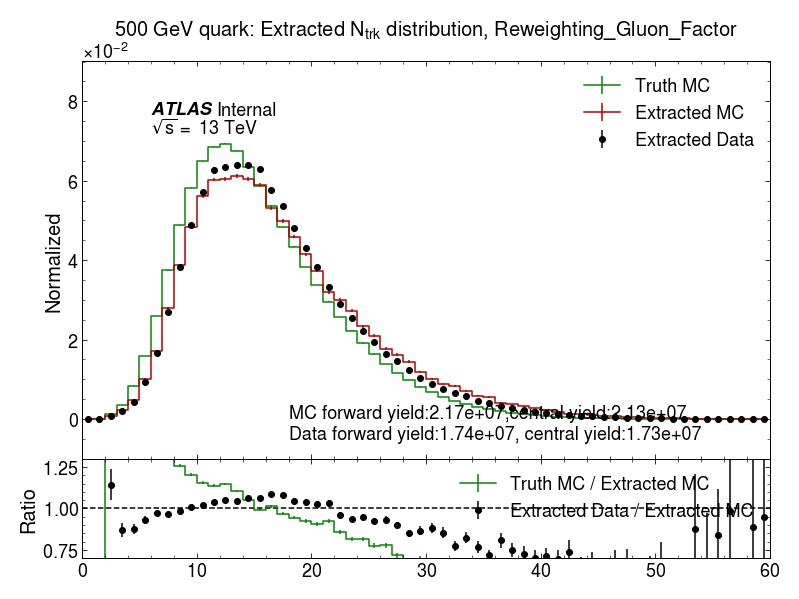 500 GeV quark: Extracted Ntrk distribution, Reweighting_Gluon_Factor
×10−2
ATLAS Internal
√s = 13 TeV
Truth MC
Extracted MC
Extracted Data
8
6
4
2
0
Normalized
MC forward yield:2.17e+07,central yield:2.13e+07
Data forward yield:1.74e+07, central yield:1.73e+07
1.25
1.00
0.75
Ratio
Truth MC / Extracted MC
Extracted Data / Extracted MC
0 10 20 30 40 50 60